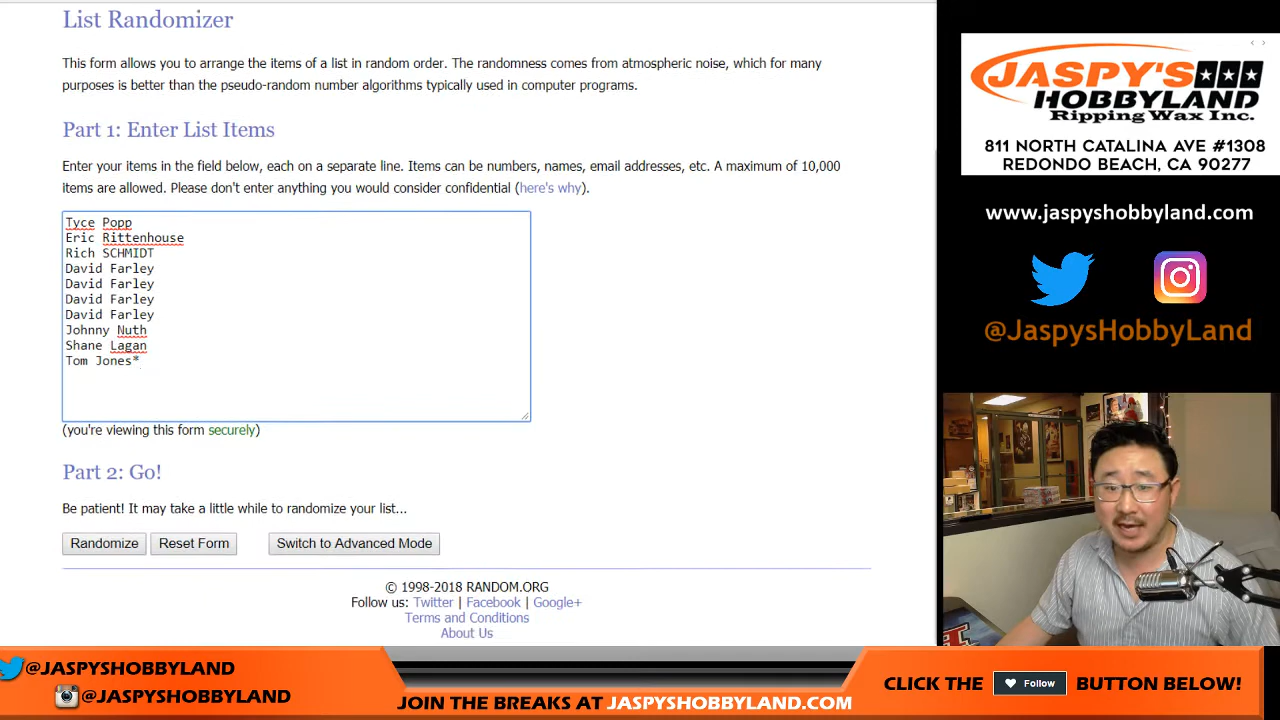 List Randomizer
This form allows you to arrange the items of a list in random order. The randomness comes from atmospheric noise, which for many
purposes is better than the pseudo-random number algorithms typically used in computer programs.
Part 1: Enter List Items
Enter your items in the field below, each on a separate line. Items can be numbers, names, email addresses, etc. A maximum of 10,000
items are allowed. Please don't enter anything you would consider confidential (here's why).
Tyce Popp
Eric Rittenhouse
Rich SCHMIDT
David Farley
David Farley
David Farley
David Farley
Johnny Nuth
Shane Lagan
Tom Jones*
(you're viewing this form securely)
Part 2: Go!
Be patient! It may take a little while to randomize your list...
Randomize Reset Form Switch to Advanced Mode
© 1998-2018 RANDOM.ORG
Follow us: Twitter | Facebook | Google+
Terms and Conditions
About Us
JASPY'S
HOBBYLAND
Ripping Wax Inc.
811 NORTH CATALINA AVE #1308
REDONDO BEACH, CA 90277
www.jaspyshobbyland.com
@JaspysHobbyLand
@JASPYSHOBBYLAND
@JASPYSHOBBYLAND
JOIN THE BREAKS AT JASPYSHOBBYLAND.COM
CLICK THE Follow BUTTON BELOW!